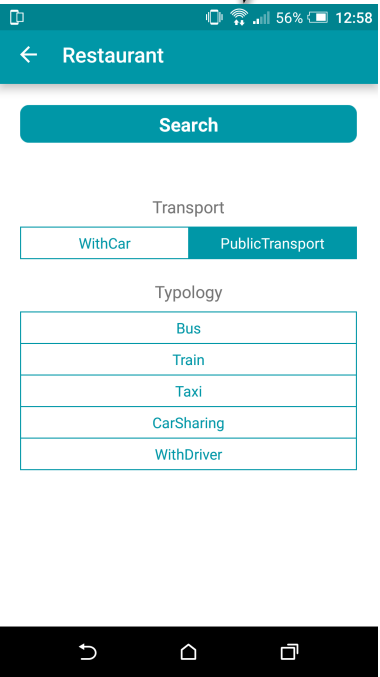 56% 12:58
Restaurant
Search
Transport
WithCar PublicTransport
Typology
Bus
Train
Taxi
CarSharing
WithDriver